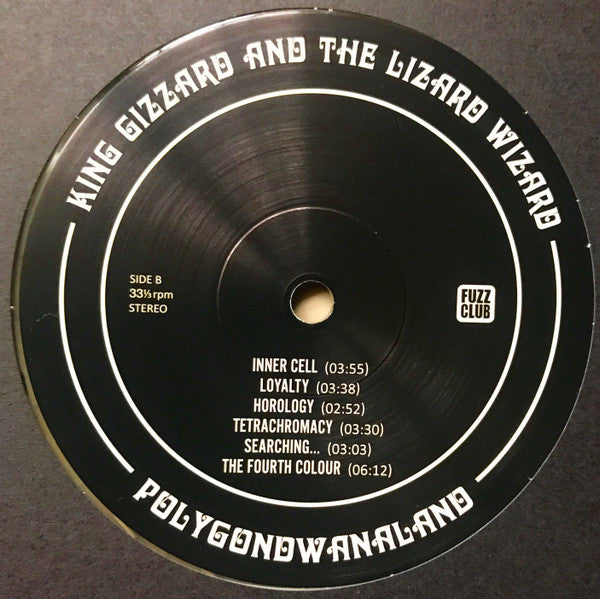 KING GIZZARD AND THE LIZARD WIZARD
SIDE B
33⅓ rpm
STEREO
FUZZ
CLUB
INNER CELL (03:55)
LOYALTY (03:38)
HOROLOGY (02:52)
TETRACHROMACY (03:30)
SEARCHING... (03:03)
THE FOURTH COLOUR (06:12)
POLYGONDWANALAND